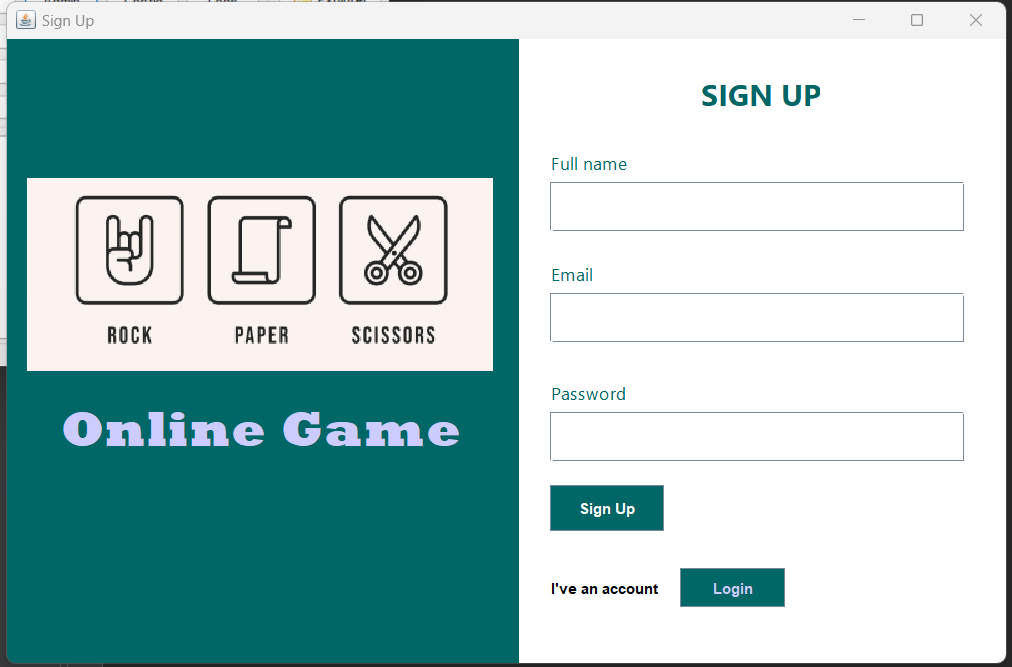 Sign Up
SIGN UP
Full name
ROCK PAPER SCISSORS
Email
Online Game
Password
Sign Up
I've an account Login